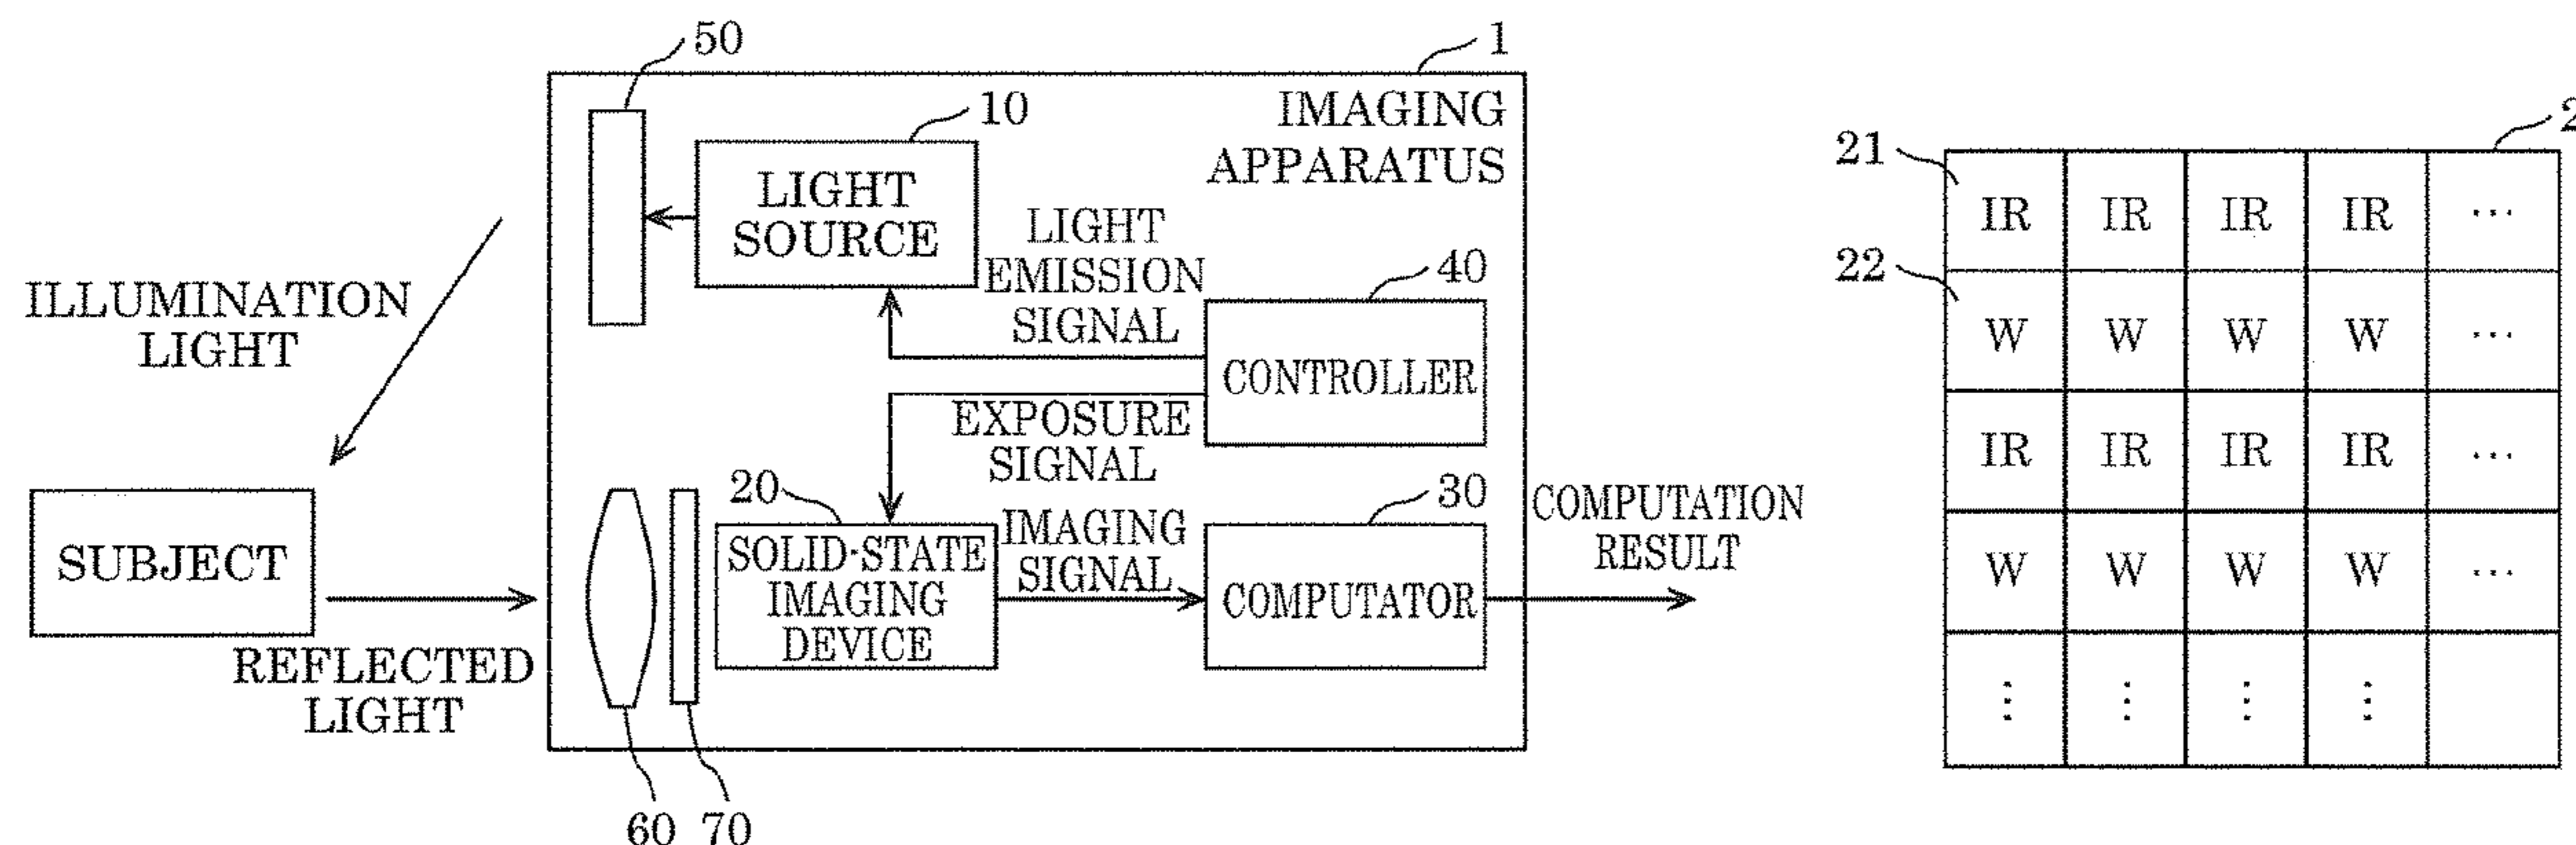 50
1
10
IMAGING
APPARATUS
LIGHT
SOURCE
LIGHT
EMISSION
SIGNAL
40
CONTROLLER
ILLUMINATION
LIGHT
EXPOSURE
SIGNAL
SUBJECT
REFLECTED
LIGHT
20
SOLID-STATE
IMAGING
DEVICE
IMAGING
SIGNAL
30
COMPUTATOR
COMPUTATION
RESULT
60 70
21
22
IR IR IR IR ...
W W W W ...
IR IR IR IR ...
W W W W ...
⋮ ⋮ ⋮ ⋮